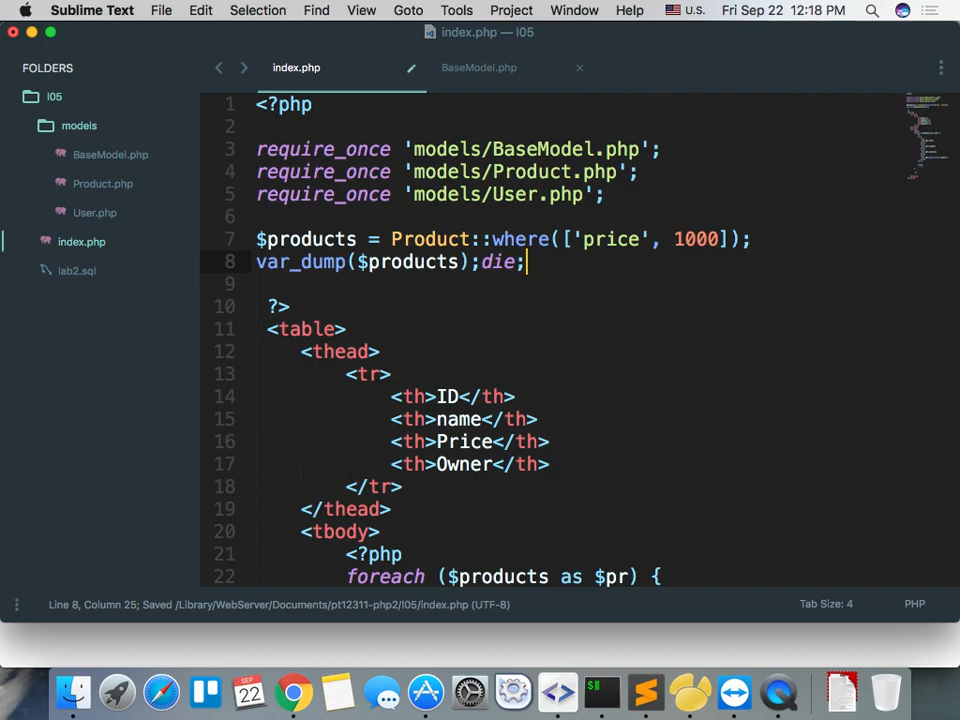 Sublime Text File Edit Selection Find View Goto Tools Project Window Help U.S. Fri Sep 22 12:18 PM
index.php — l05
FOLDERS
l05
models
BaseModel.php
Product.php
User.php
index.php
lab2.sql
index.php BaseModel.php ×
1 <?php
2
3 require_once 'models/BaseModel.php';
4 require_once 'models/Product.php';
5 require_once 'models/User.php';
6
7 $products = Product::where(['price', 1000]);
8 var_dump($products);die;
9
10 ?>
11 <table>
12 <thead>
13 <tr>
14 <th>ID</th>
15 <th>name</th>
16 <th>Price</th>
17 <th>Owner</th>
18 </tr>
19 </thead>
20 <tbody>
21 <?php
22 foreach ($products as $pr) {
Line 8, Column 25; Saved /Library/WebServer/Documents/pt12311-php2/l05/index.php (UTF-8) Tab Size: 4 PHP
SEP
22
$